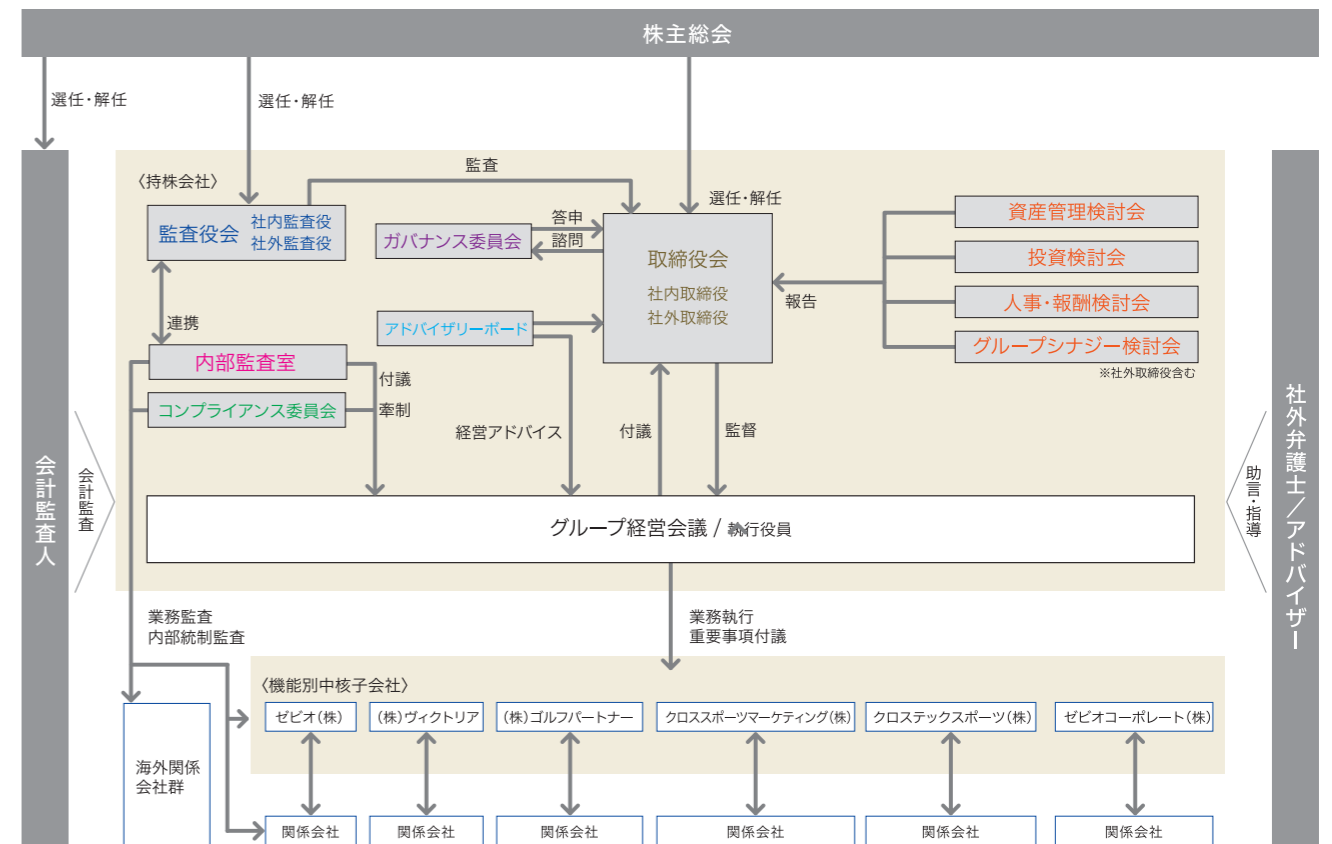 株主総会
選任・解任
選任・解任
〈持株会社〉
監査
選任・解任
監査役会
社内監査役
社外監査役
ガバナンス委員会
答申
諮問
取締役会
社内取締役
社外取締役
報告
資産管理検討会
投資検討会
人事・報酬検討会
グループシナジー検討会
※社外取締役含む
連携
アドバイザリーボード
内部監査室
付議
コンプライアンス委員会
牽制
経営アドバイス
付議
監督
会計監査人
会計監査
助言・指導
社外弁護士/アドバイザー
グループ経営会議 / 執行役員
業務監査
内部統制監査
業務執行
重要事項付議
〈機能別中核子会社〉
ゼビオ(株)
(株)ヴィクトリア
(株)ゴルフパートナー
クロススポーツマーケティング(株)
クロステックスポーツ(株)
ゼビオコーポレート(株)
海外関係
会社群
関係会社
関係会社
関係会社
関係会社
関係会社
関係会社